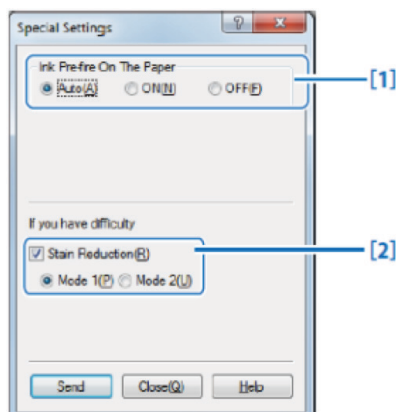 Special Settings
Ink Pre-fire On The Paper
Auto(A) ON(N) OFF(F)
[1]
If you have difficulty
Stain Reduction(R)
[2]
Mode 1(P) Mode 2(U)
Send Close(Q) Help